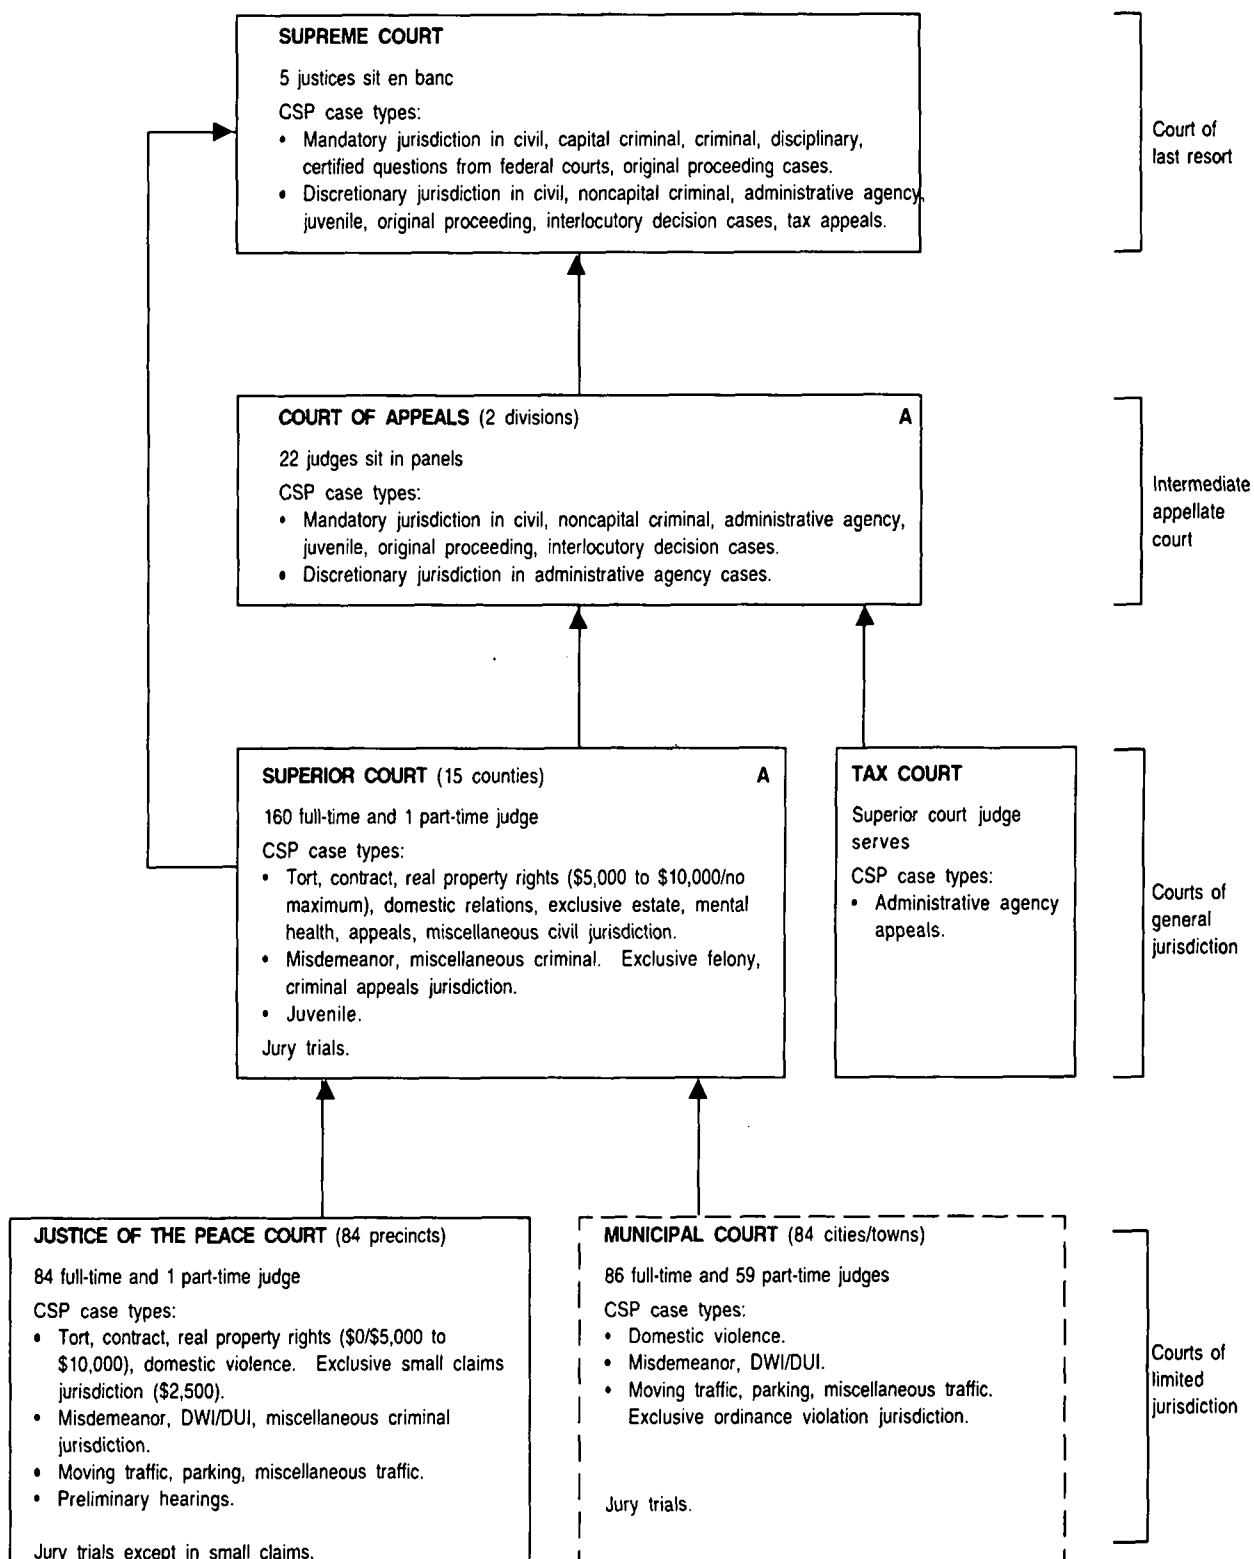 SUPREME COURT
5 justices sit en banc
CSP case types:
• Mandatory jurisdiction in civil, capital criminal, criminal, disciplinary,
certified questions from federal courts, original proceeding cases.
• Discretionary jurisdiction in civil, noncapital criminal, administrative agency,
juvenile, original proceeding, interlocutory decision cases, tax appeals.
Court of
last resort
COURT OF APPEALS (2 divisions) A
22 judges sit in panels
CSP case types:
• Mandatory jurisdiction in civil, noncapital criminal, administrative agency,
juvenile, original proceeding, interlocutory decision cases.
• Discretionary jurisdiction in administrative agency cases.
Intermediate
appellate
court
SUPERIOR COURT (15 counties) A
160 full-time and 1 part-time judge
CSP case types:
• Tort, contract, real property rights ($5,000 to $10,000/no
maximum), domestic relations, exclusive estate, mental
health, appeals, miscellaneous civil jurisdiction.
• Misdemeanor, miscellaneous criminal. Exclusive felony,
criminal appeals jurisdiction.
• Juvenile.
Jury trials.
TAX COURT
Superior court judge
serves
CSP case types:
• Administrative agency
appeals.
Courts of
general
jurisdiction
JUSTICE OF THE PEACE COURT (84 precincts)
84 full-time and 1 part-time judge
CSP case types:
• Tort, contract, real property rights ($0/$5,000 to
$10,000), domestic violence. Exclusive small claims
jurisdiction ($2,500).
• Misdemeanor, DWI/DUI, miscellaneous criminal
jurisdiction.
• Moving traffic, parking, miscellaneous traffic.
• Preliminary hearings.
Jury trials except in small claims.
MUNICIPAL COURT (84 cities/towns)
86 full-time and 59 part-time judges
CSP case types:
• Domestic violence.
• Misdemeanor, DWI/DUI.
• Moving traffic, parking, miscellaneous traffic.
Exclusive ordinance violation jurisdiction.
Jury trials.
Courts of
limited
jurisdiction